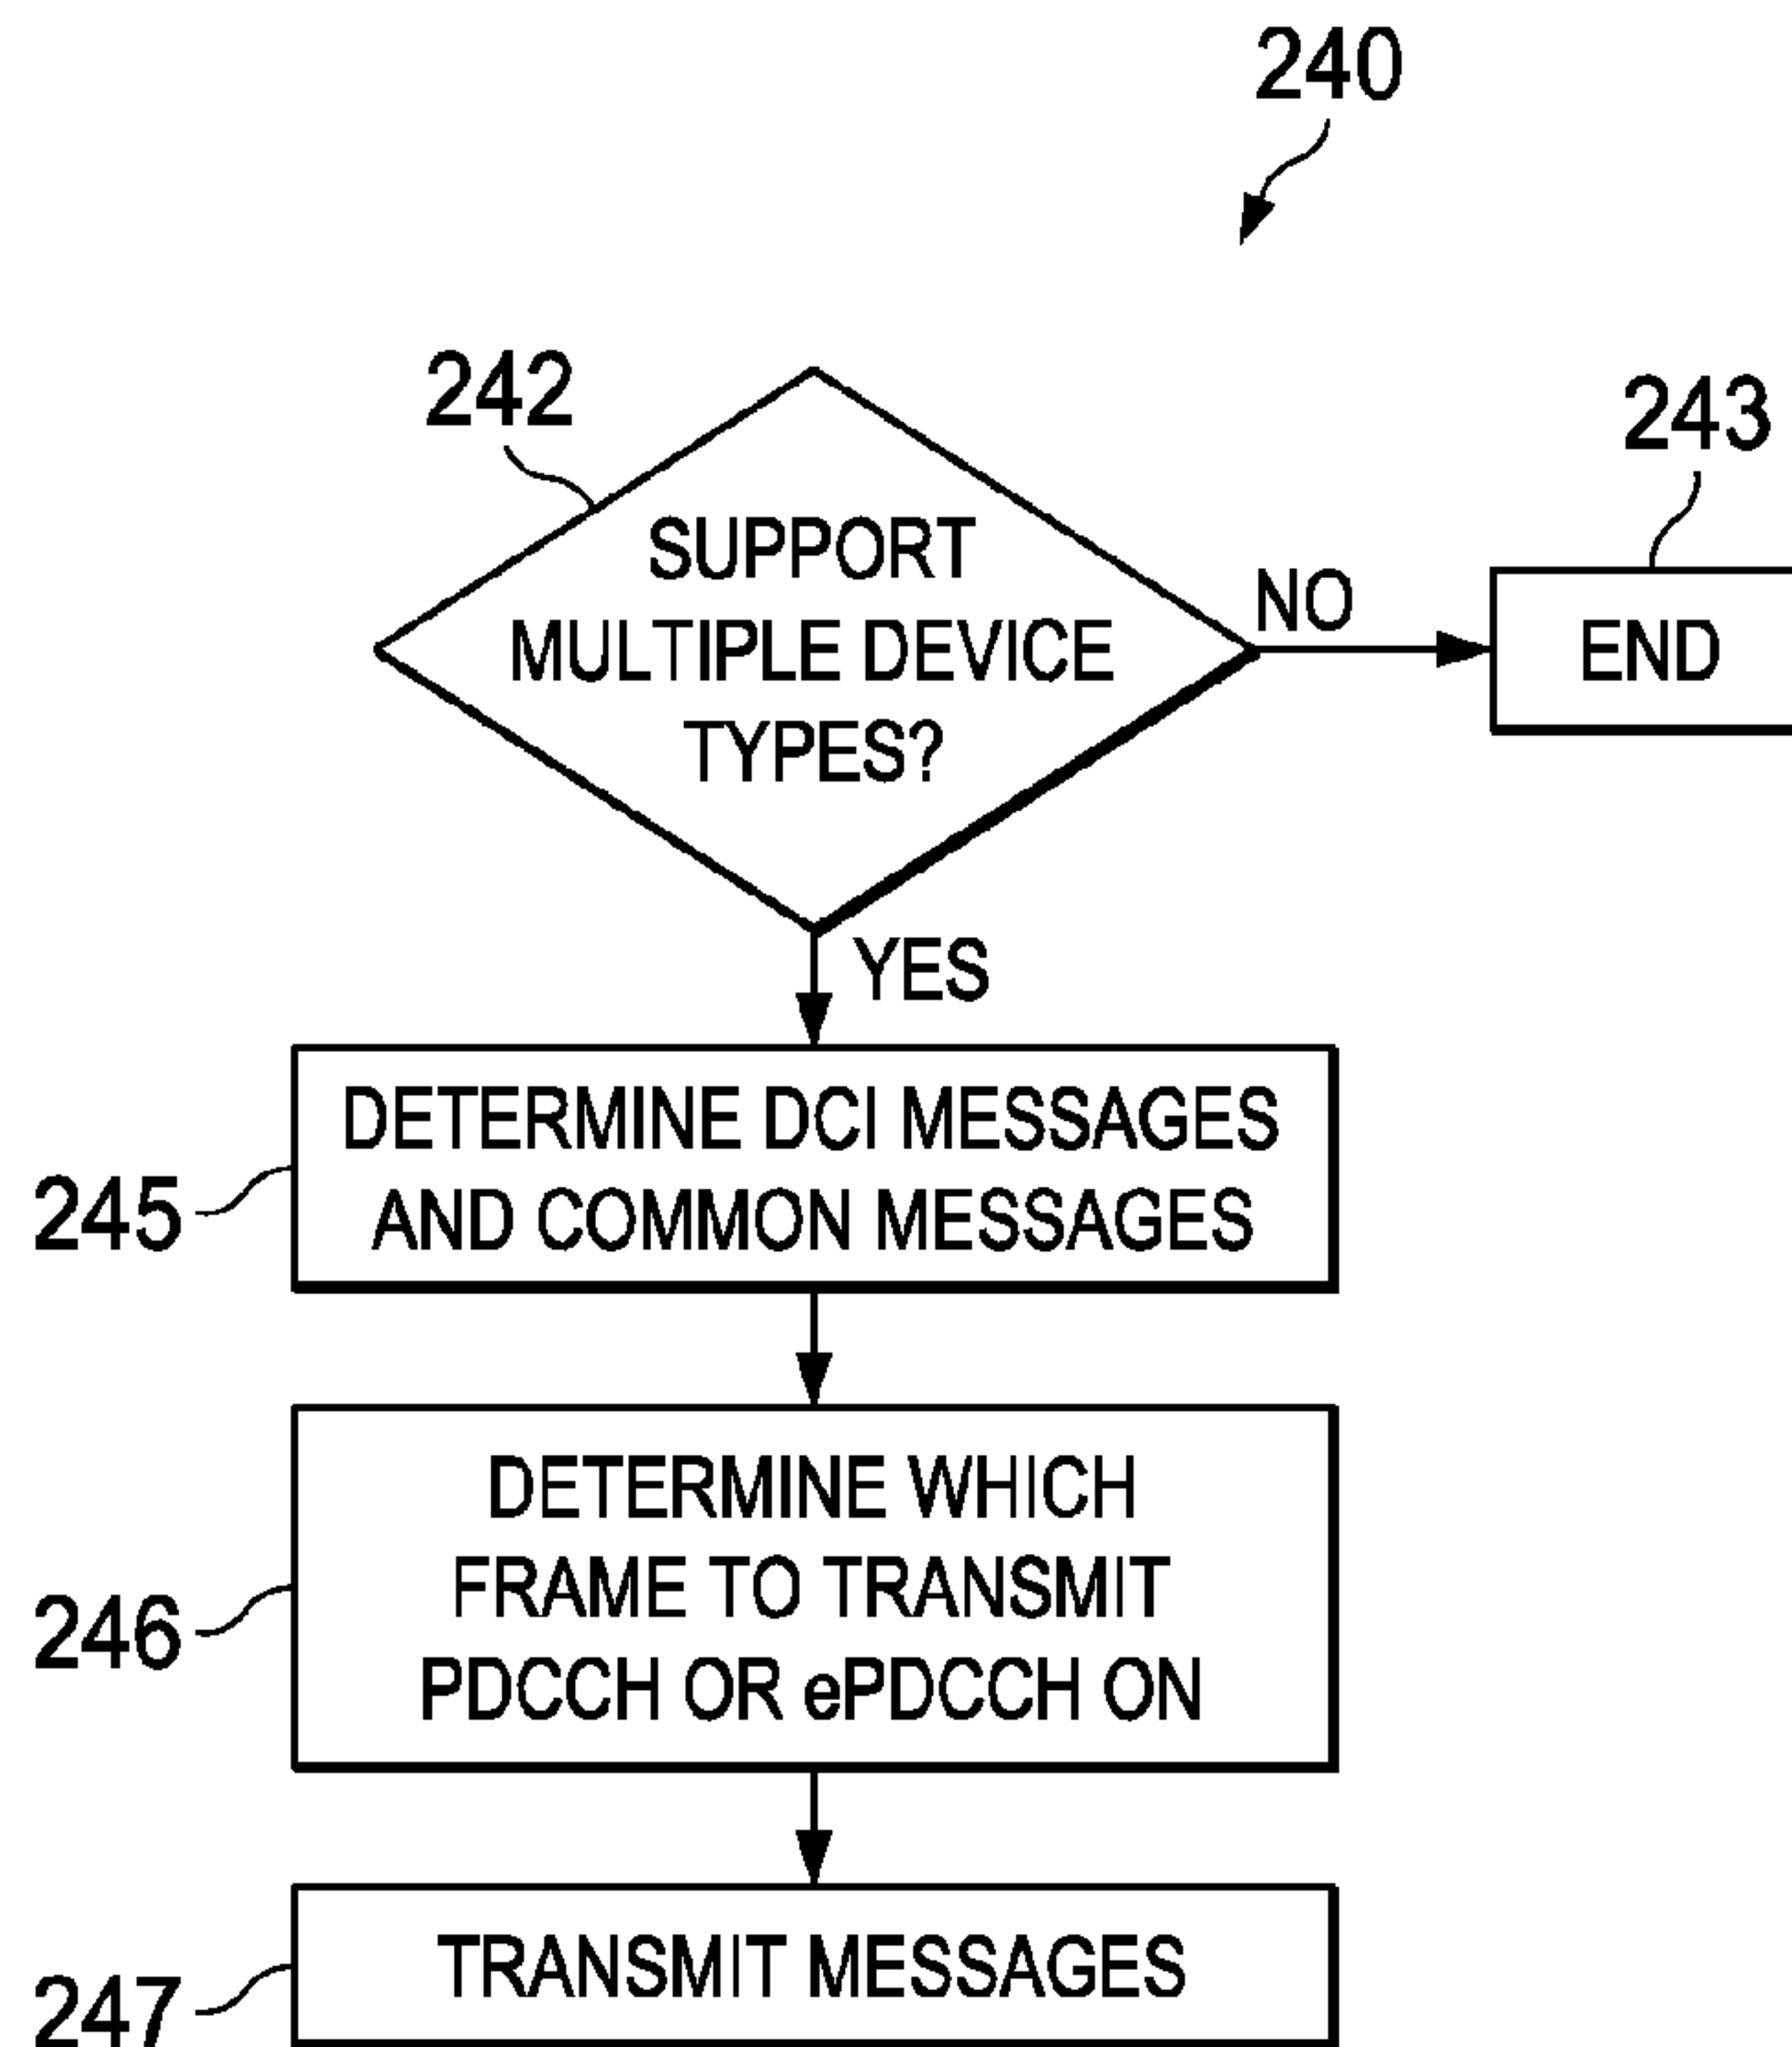 240
242
243
SUPPORT
MULTIPLE DEVICE
TYPES?
NO
END
YES
245
DETERMINE DCI MESSAGES
AND COMMON MESSAGES
246
DETERMINE WHICH
FRAME TO TRANSMIT
PDCCH OR ePDCCH ON
247
TRANSMIT MESSAGES